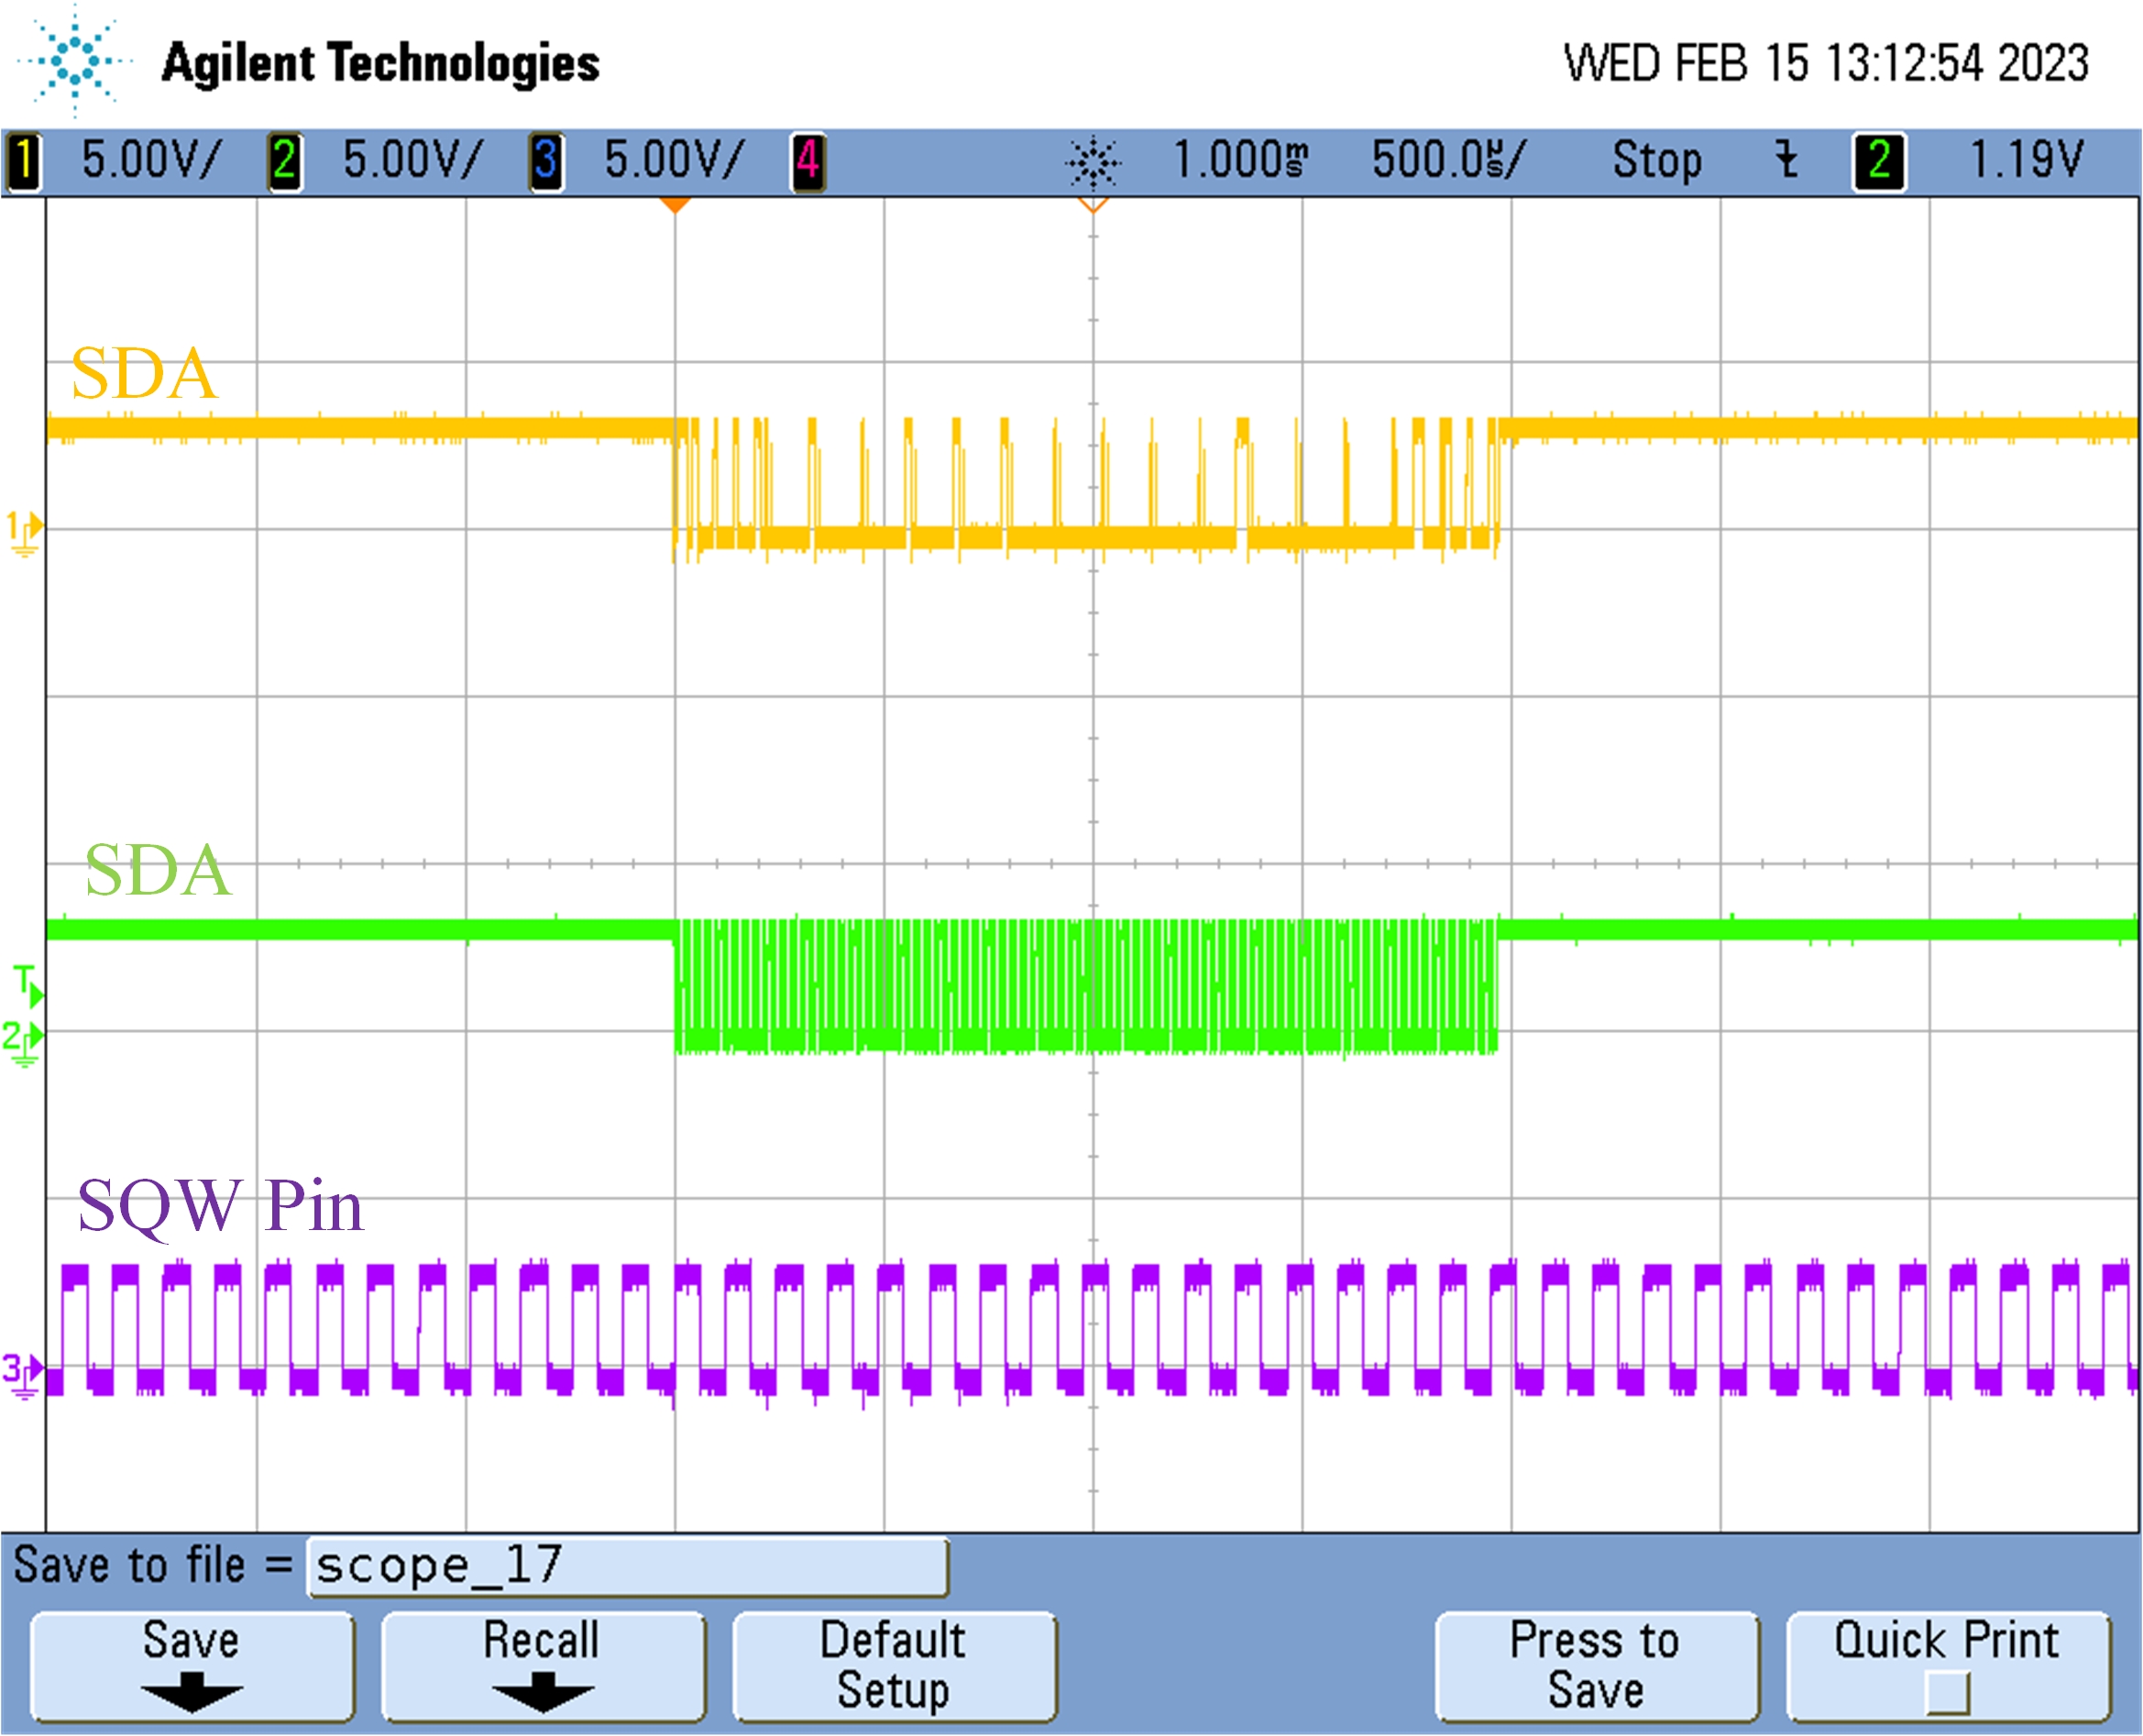 Agilent Technologies
WED FEB 15 13:12:54 2023
1 5.00V/ 2 5.00V/ 3 5.00V/ 4 1.000ms 500.0µs/ Stop 2 1.19V
SDA
1
SDA
T
2
SQW Pin
3
Save to file = scope_17
Save
Recall
Default
Setup
Press to
Save
Quick Print